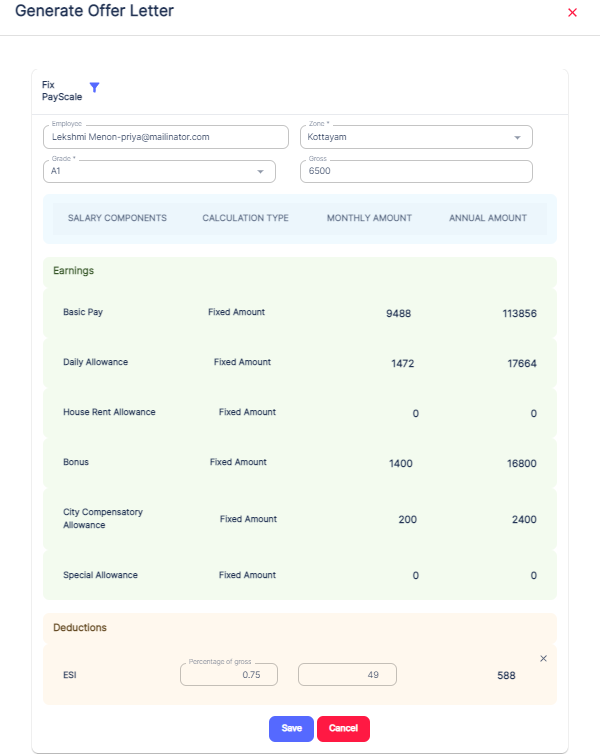 Generate Offer Letter
Fix
PayScale
Employee
Lekshmi Menon-priya@mailinator.com
Zone *
Kottayam
Grade *
A1
Gross
6500
SALARY COMPONENTS CALCULATION TYPE MONTHLY AMOUNT ANNUAL AMOUNT
Earnings
Basic Pay Fixed Amount 9488 113856
Daily Allowance Fixed Amount 1472 17664
House Rent Allowance Fixed Amount 0 0
Bonus Fixed Amount 1400 16800
City Compensatory
Allowance Fixed Amount 200 2400
Special Allowance Fixed Amount 0 0
Deductions
Percentage of gross
ESI 0.75 49 588
Save Cancel